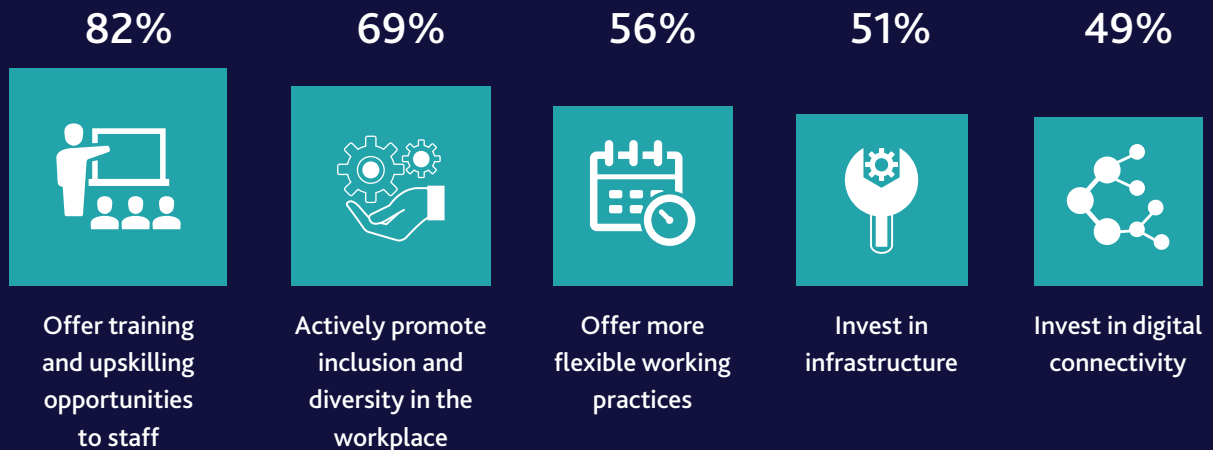 82%
69%
56%
51%
49%
Offer training
and upskilling
opportunities
to staff
Actively promote
inclusion and
diversity in the
workplace
Offer more
flexible working
practices
Invest in
infrastructure
Invest in digital
connectivity